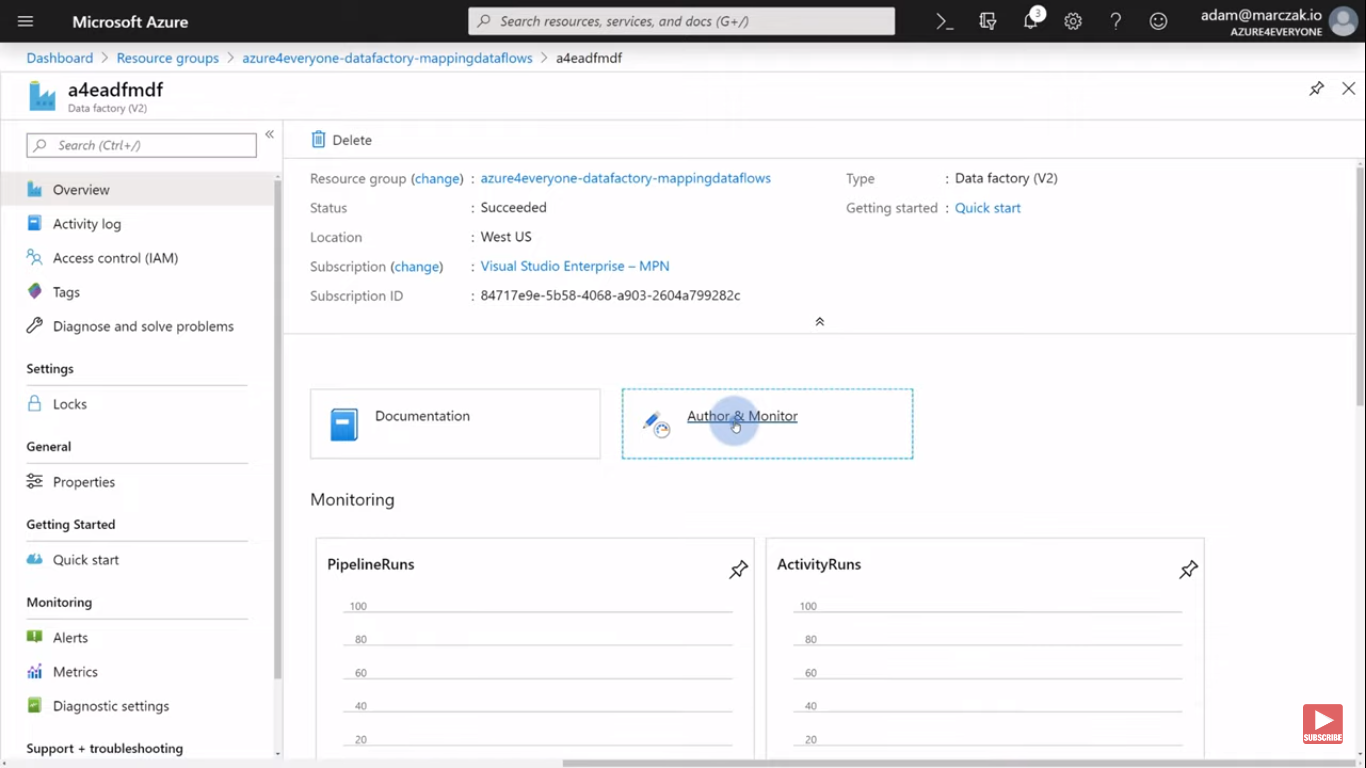 Microsoft Azure
Search resources, services, and docs (G+/)
3
adam@marczak.io
AZURE4EVERYONE
Dashboard > Resource groups > azure4everyone-datafactory-mappingdataflows > a4eadfmdf
a4eadfmdf
Data factory (V2)
Search (Ctrl+/)
Overview
Activity log
Access control (IAM)
Tags
Diagnose and solve problems
Settings
Locks
General
Properties
Getting Started
Quick start
Monitoring
Alerts
Metrics
Diagnostic settings
Support + troubleshooting
Delete
Resource group (change) : azure4everyone-datafactory-mappingdataflows
Status : Succeeded
Location : West US
Subscription (change) : Visual Studio Enterprise – MPN
Subscription ID : 84717e9e-5b58-4068-a903-2604a799282c
Type : Data factory (V2)
Getting started : Quick start
Documentation
Author & Monitor
Monitoring
PipelineRuns
100
80
60
40
20
ActivityRuns
100
80
60
40
20
SUBSCRIBE